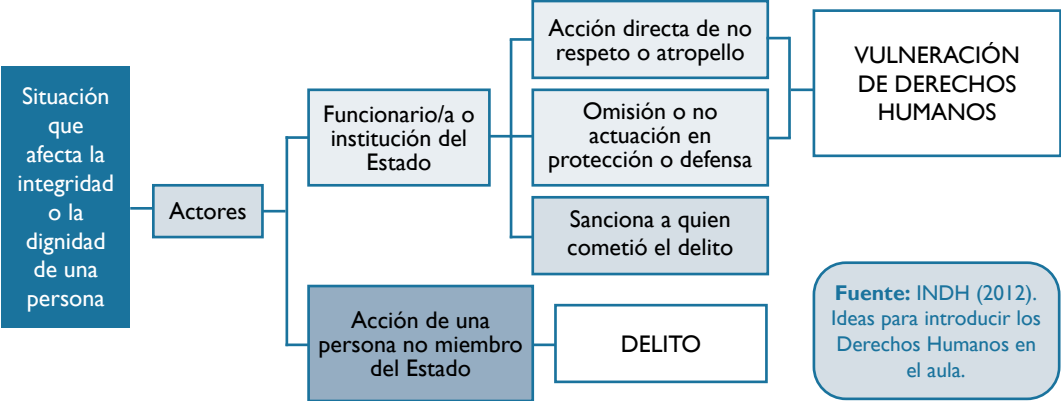 Situación
que
afecta la
integridad
o la
dignidad
de una
persona
Actores
Funcionario/a o
institución del
Estado
Acción directa de no
respeto o atropello
Omisión o no
actuación en
protección o defensa
Sanciona a quien
cometió el delito
VULNERACIÓN
DE DERECHOS
HUMANOS
Acción de una
persona no miembro
del Estado
DELITO
Fuente: INDH (2012).
Ideas para introducir los
Derechos Humanos en
el aula.